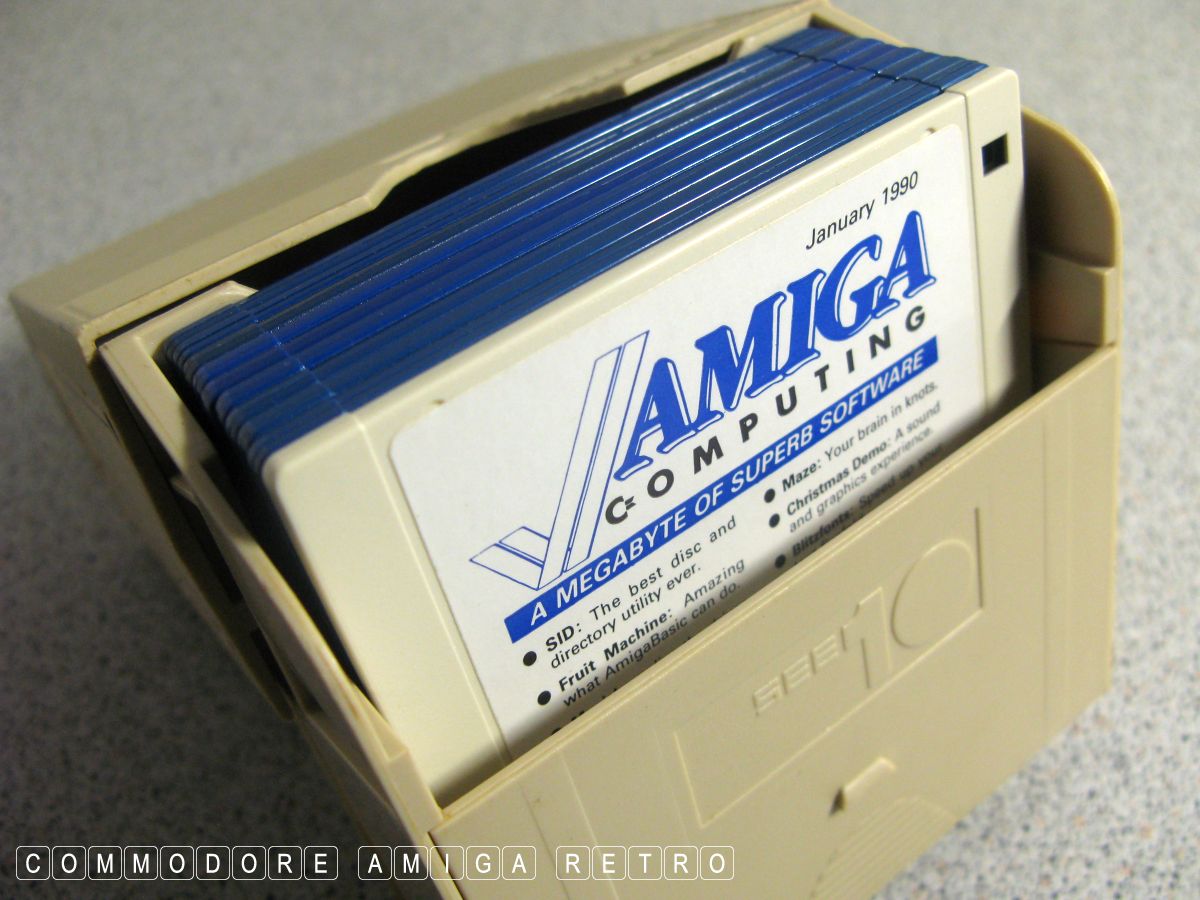 January 1990
AMIGA
COMPUTING
A MEGABYTE OF SUPERB SOFTWARE
● SID: The best disc and
directory utility ever.
● Fruit Machine: Amazing
what AmigaBasic can do.
● Maze: Your brain in knots.
● Christmas Demo: A sound
and graphics experience.
● Blitzfonts: Speed up your
10
COMMODORE AMIGA RETRO